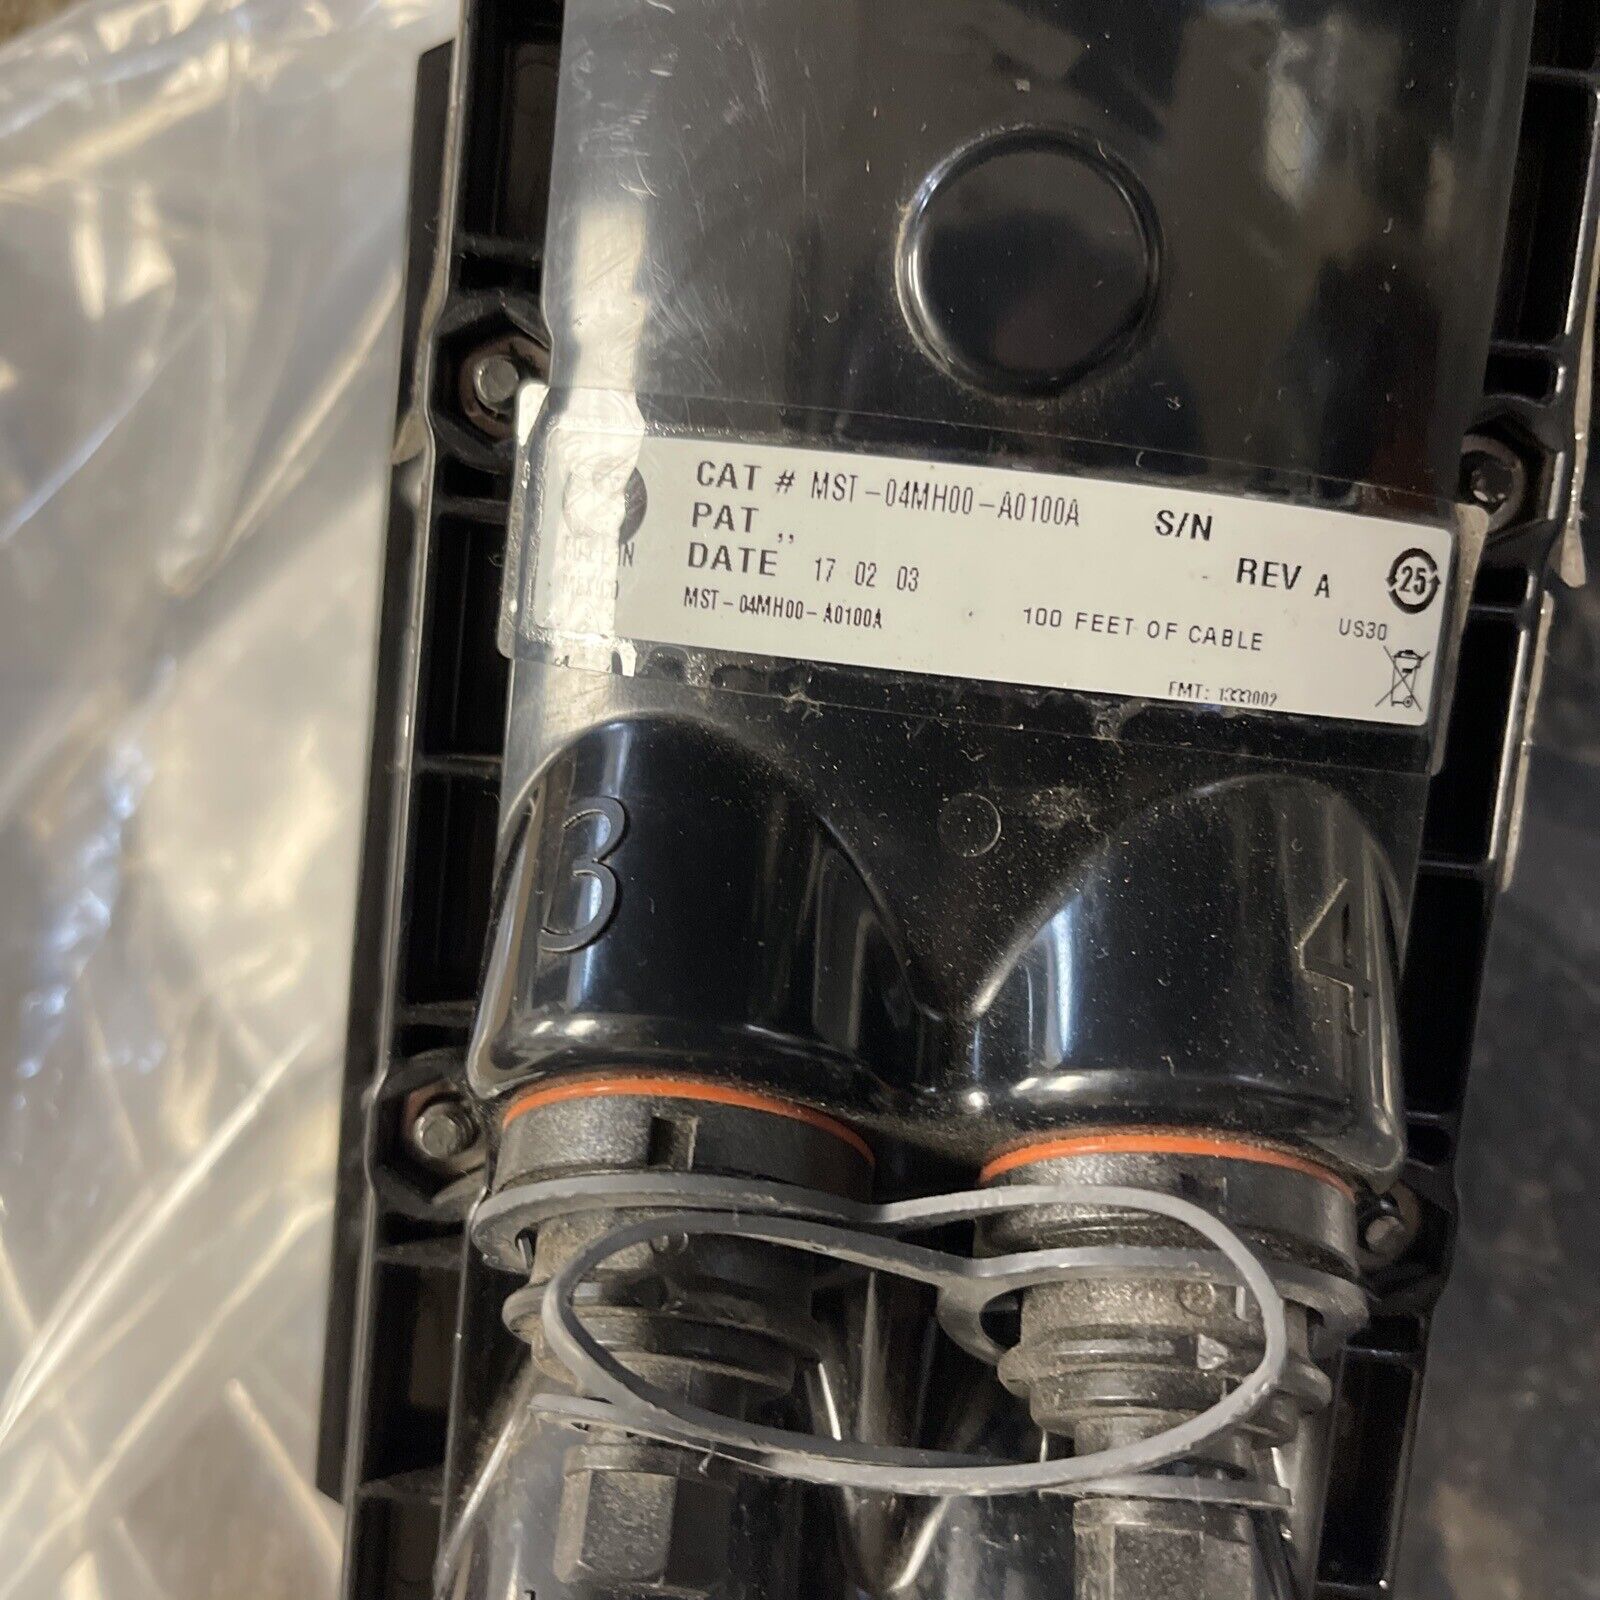 CAT # MST-04MH00-A0100A S/N
PAT ,,
DATE 17 02 03 REV A 25
MEXICO MST-04MH00-A0100A 100 FEET OF CABLE US30
FMT: 1333002
3 4